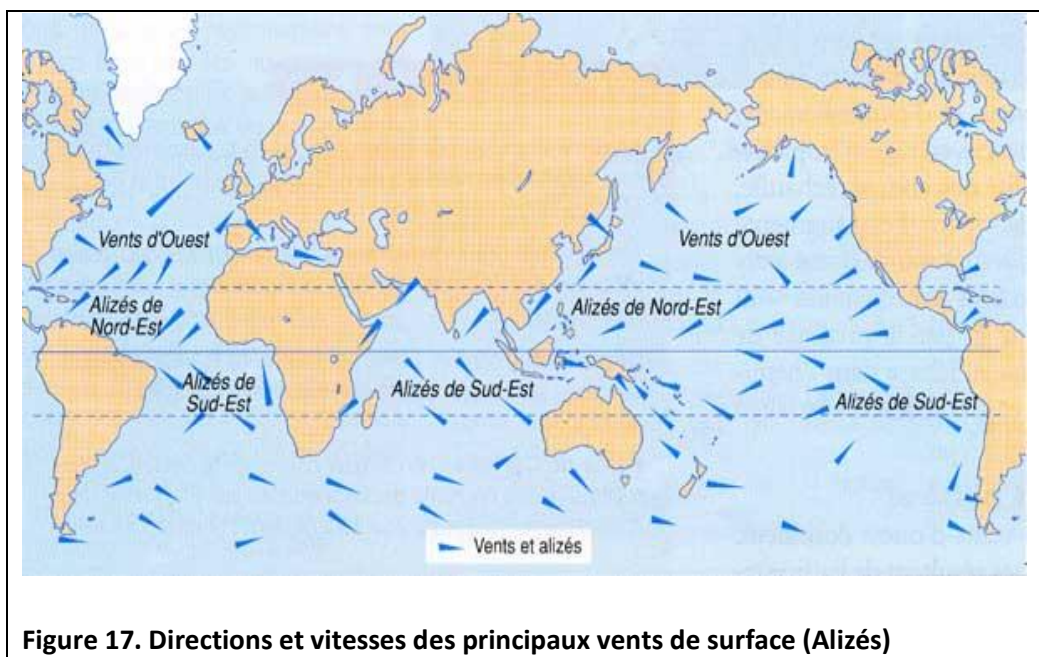 Vents d'Ouest
Vents d'Ouest
Alizés de
Nord-Est
Alizés de Nord-Est
Alizés de
Sud-Est
Alizés de Sud-Est
Alizés de Sud-Est
Vents et alizés
Figure 17. Directions et vitesses des principaux vents de surface (Alizés)